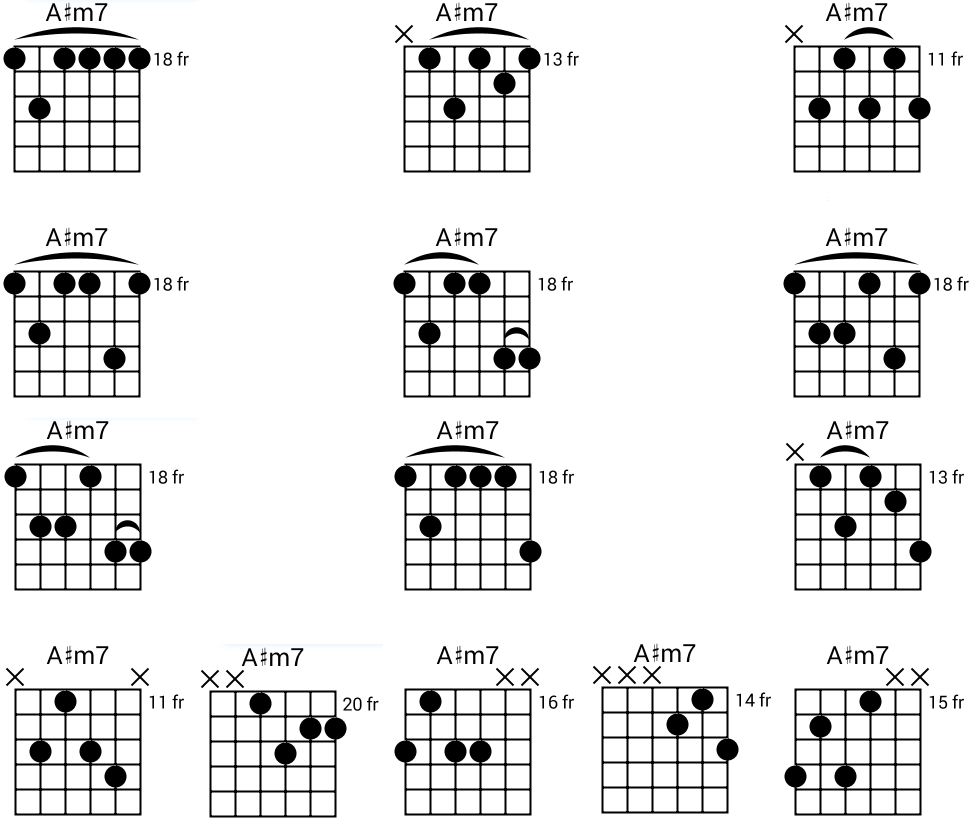 A♯m7 A♯m7 A♯m7
× ×
18 fr 13 fr 11 fr
A♯m7 A♯m7 A♯m7
18 fr 18 fr 18 fr
A♯m7 A♯m7 A♯m7
×
18 fr 18 fr 13 fr
A♯m7 A♯m7 A♯m7 A♯m7 A♯m7
× × × × × × × × × × ×
11 fr 20 fr 16 fr 14 fr 15 fr